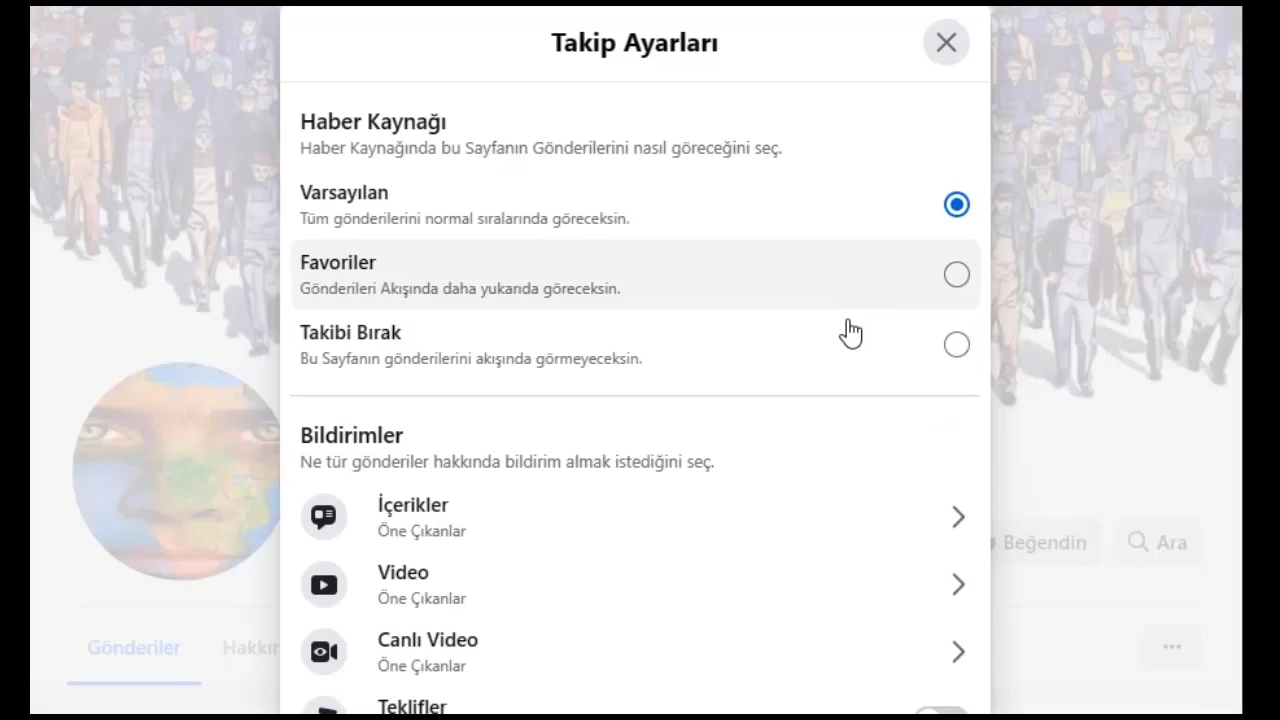 Takip Ayarları
Haber Kaynağı
Haber Kaynağında bu Sayfanın Gönderilerini nasıl göreceğini seç.
Varsayılan
Tüm gönderilerini normal sıralarında göreceksin.
Favoriler
Gönderileri Akışında daha yukarıda göreceksin.
Takibi Bırak
Bu Sayfanın gönderilerini akışında görmeyeceksin.
Bildirimler
Ne tür gönderiler hakkında bildirim almak istediğini seç.
İçerikler
Öne Çıkanlar
Video
Öne Çıkanlar
Canlı Video
Öne Çıkanlar
Teklifler
Beğendin
Ara
Gönderiler